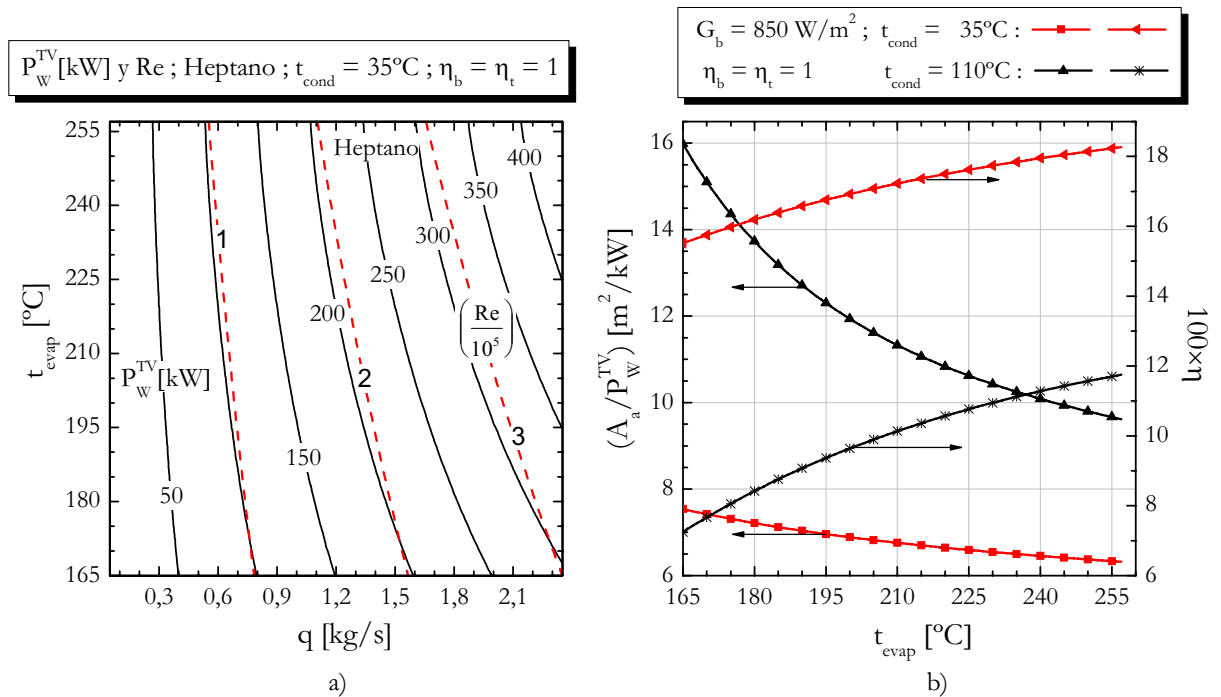 P_W^TV[kW] y Re ; Heptano ; t_cond = 35ºC ; η_b = η_t = 1
t_evap [ºC]
257
240
225
210
195
180
165
0,3 0,6 0,9 1,2 1,5 1,8 2,1
q [kg/s]
a)
Heptano
400
350
300
250
200
150
50
P_W^TV[kW]
(Re/10^5)
1
2
3
G_b = 850 W/m^2 ; t_cond = 35ºC :
η_b = η_t = 1 t_cond = 110ºC :
(A_a/P_W^TV) [m^2/kW]
16
14
12
10
8
6
165 180 195 210 225 240 255
t_evap [ºC]
18
16
14
12
10
8
6
100×η
b)